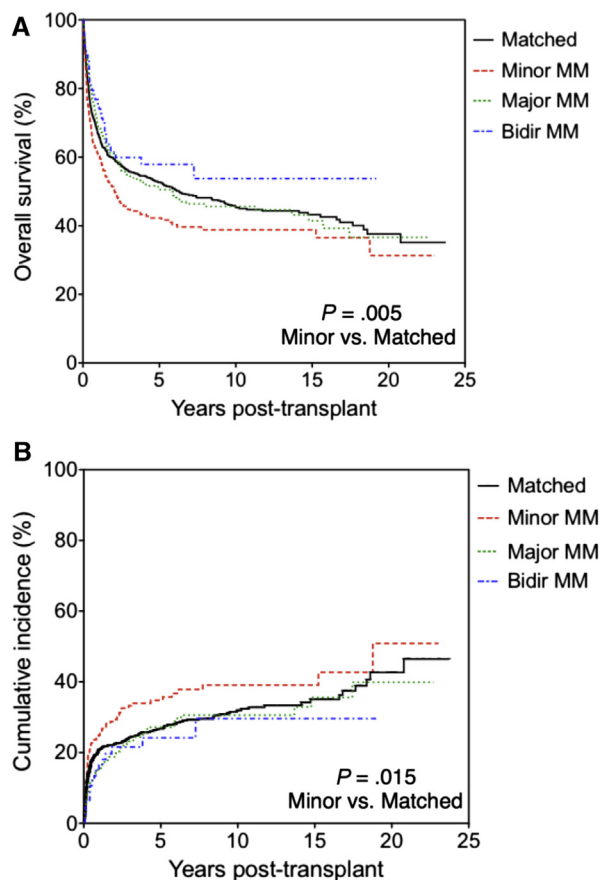 A
Overall survival (%)
100
80
60
40
20
0
0 5 10 15 20 25
Years post-transplant
P = .005
Minor vs. Matched
Matched
Minor MM
Major MM
Bidir MM
B
Cumulative incidence (%)
100
80
60
40
20
0
0 5 10 15 20 25
Years post-transplant
P = .015
Minor vs. Matched
Matched
Minor MM
Major MM
Bidir MM